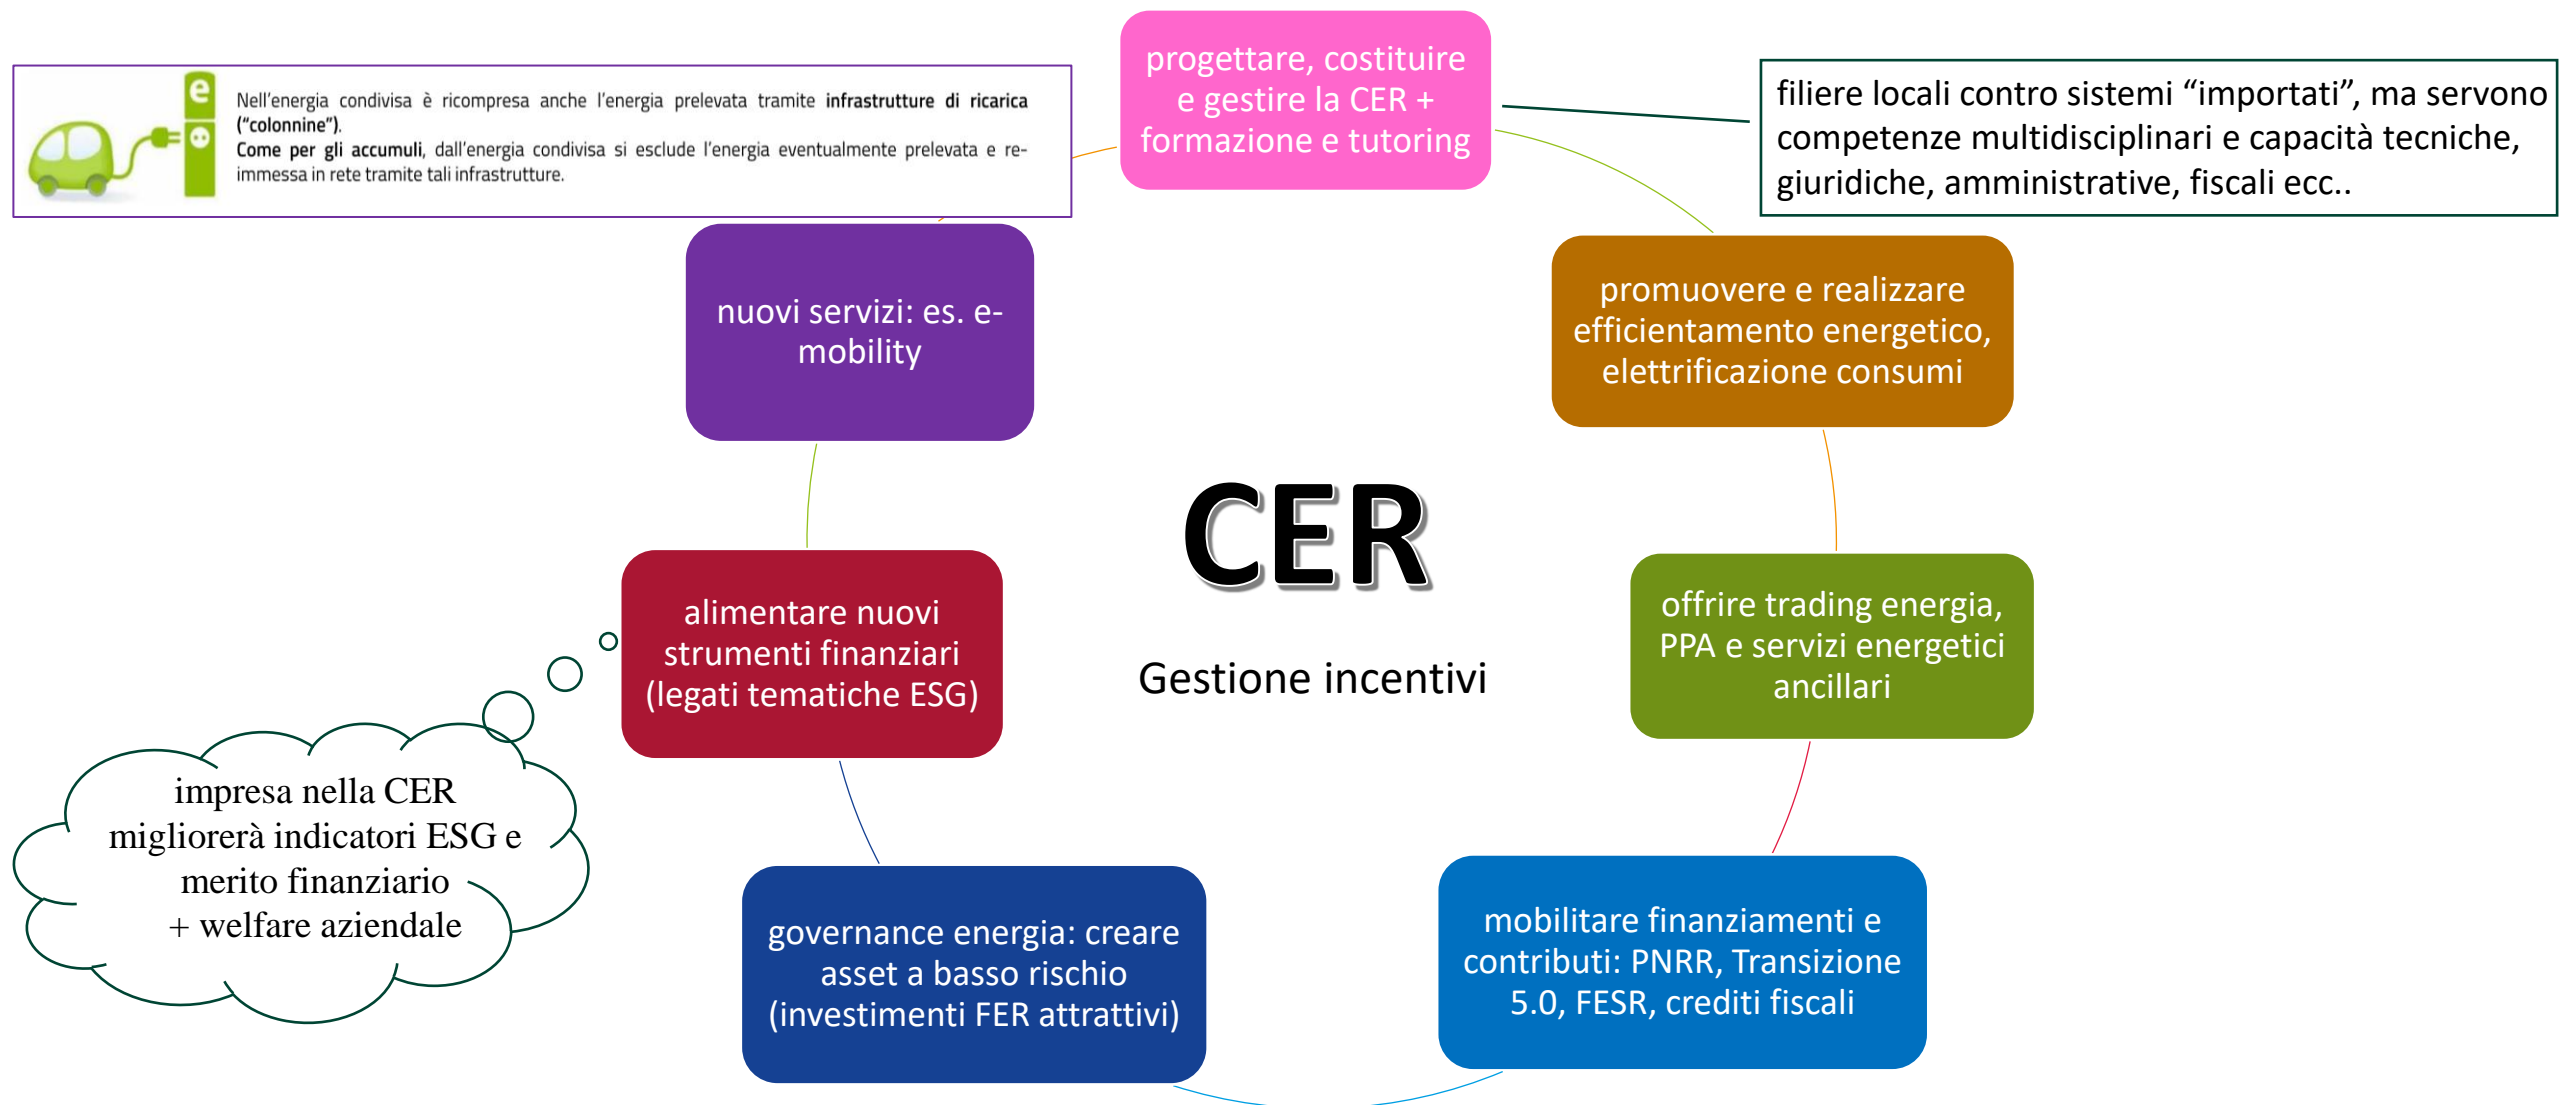 progettare, costituire
e gestire la CER +
formazione e tutoring
filiere locali contro sistemi “importati”, ma servono
competenze multidisciplinari e capacità tecniche,
giuridiche, amministrative, fiscali ecc..
e
Nell’energia condivisa è ricompresa anche l’energia prelevata tramite infrastrutture di ricarica
(“colonnine”).
Come per gli accumuli, dall’energia condivisa si esclude l’energia eventualmente prelevata e re-
immessa in rete tramite tali infrastrutture.
nuovi servizi: es. e-
mobility
promuovere e realizzare
efficientamento energetico,
elettrificazione consumi
CER
Gestione incentivi
alimentare nuovi
strumenti finanziari
(legati tematiche ESG)
offrire trading energia,
PPA e servizi energetici
ancillari
impresa nella CER
migliorerà indicatori ESG e
merito finanziario
+ welfare aziendale
governance energia: creare
asset a basso rischio
(investimenti FER attrattivi)
mobilitare finanziamenti e
contributi: PNRR, Transizione
5.0, FESR, crediti fiscali